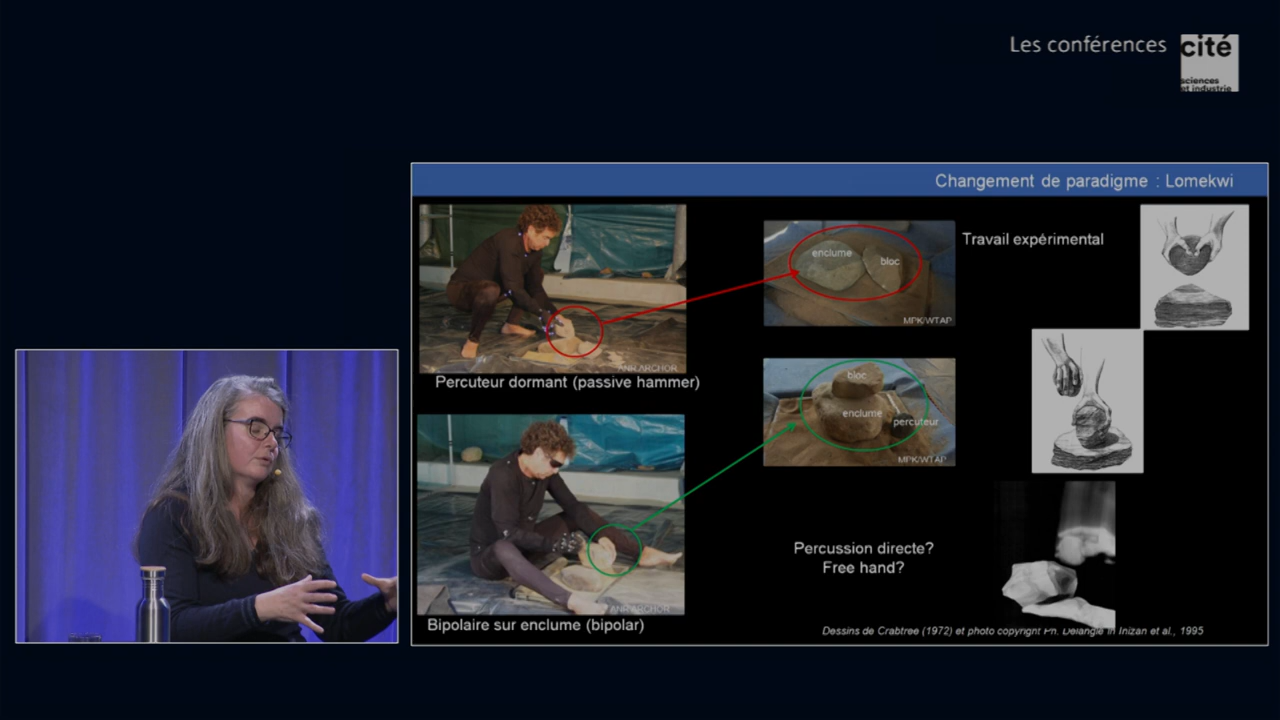 Les conférences
cité
sciences
et industrie
Changement de paradigme : Lomekwi
enclume
bloc
MPK/WTAP
Travail expérimental
ANR ARCHOR
Percuteur dormant (passive hammer)
bloc
enclume
percuteur
MPK/WTAP
Percussion directe?
Free hand?
ANR ARCHOR
Bipolaire sur enclume (bipolar)
Dessins de Crabtree (1972) et photo copyright Ph. Delangle in Inizan et al., 1995